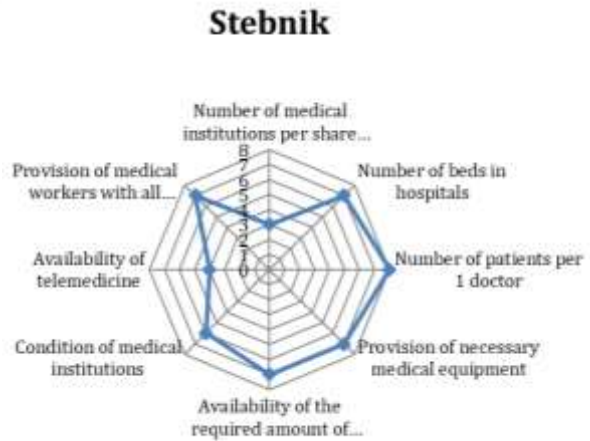 Stebnik
Number of medical
institutions per share...
Number of beds in
hospitals
Number of patients per
1 doctor
Provision of necessary
medical equipment
Availability of the
required amount of...
Condition of medical
institutions
Availability of
telemedicine
Provision of medical
workers with all...
8
7
6
5
4
3
2
1
0